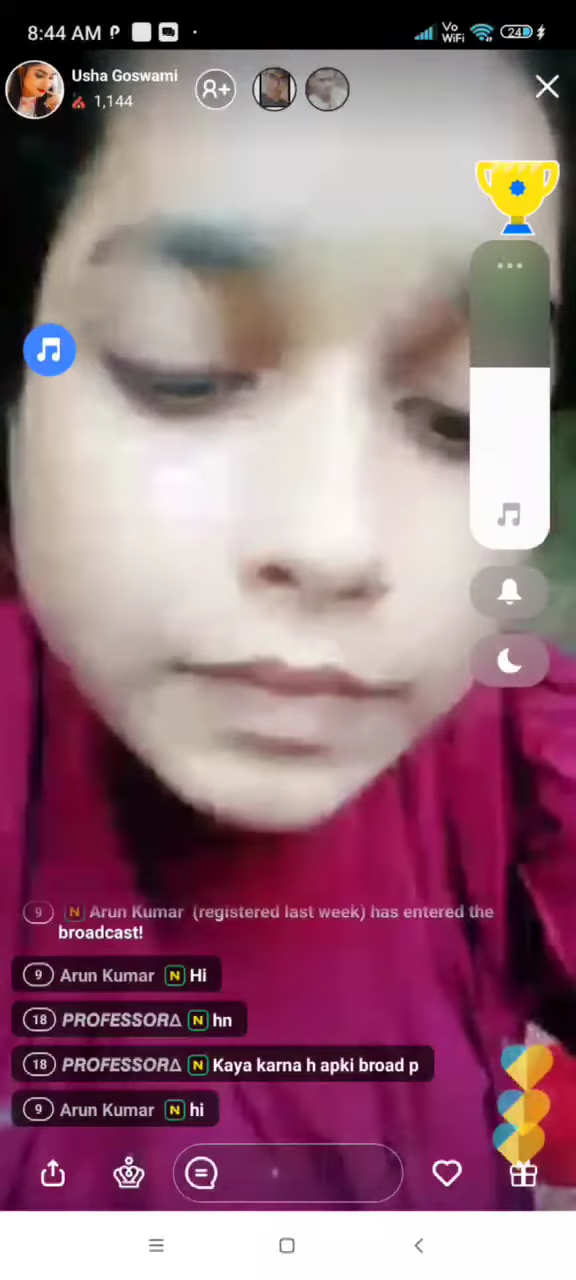 8:44 AM
Vo
WiFi
24
Usha Goswami
1,144
9 N Arun Kumar (registered last week) has entered the
broadcast!
9 Arun Kumar N Hi
18 PROFESSORΔ N hn
18 PROFESSORΔ N Kaya karna h apki broad p
9 Arun Kumar N hi